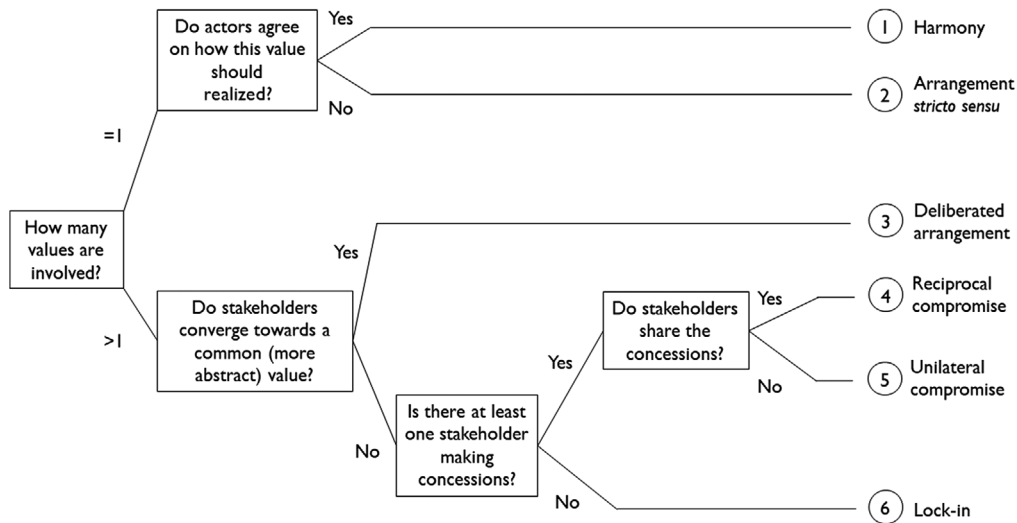 Do actors agree
on how this value
should
realized?
Yes
No
1
Harmony
2
Arrangement
stricto sensu
=1
How many
values are
involved?
>1
Do stakeholders
converge towards a
common (more
abstract) value?
Yes
No
3
Deliberated
arrangement
Is there at least
one stakeholder
making
concessions?
Yes
No
Do stakeholders
share the
concessions?
Yes
No
4
Reciprocal
compromise
5
Unilateral
compromise
6
Lock-in